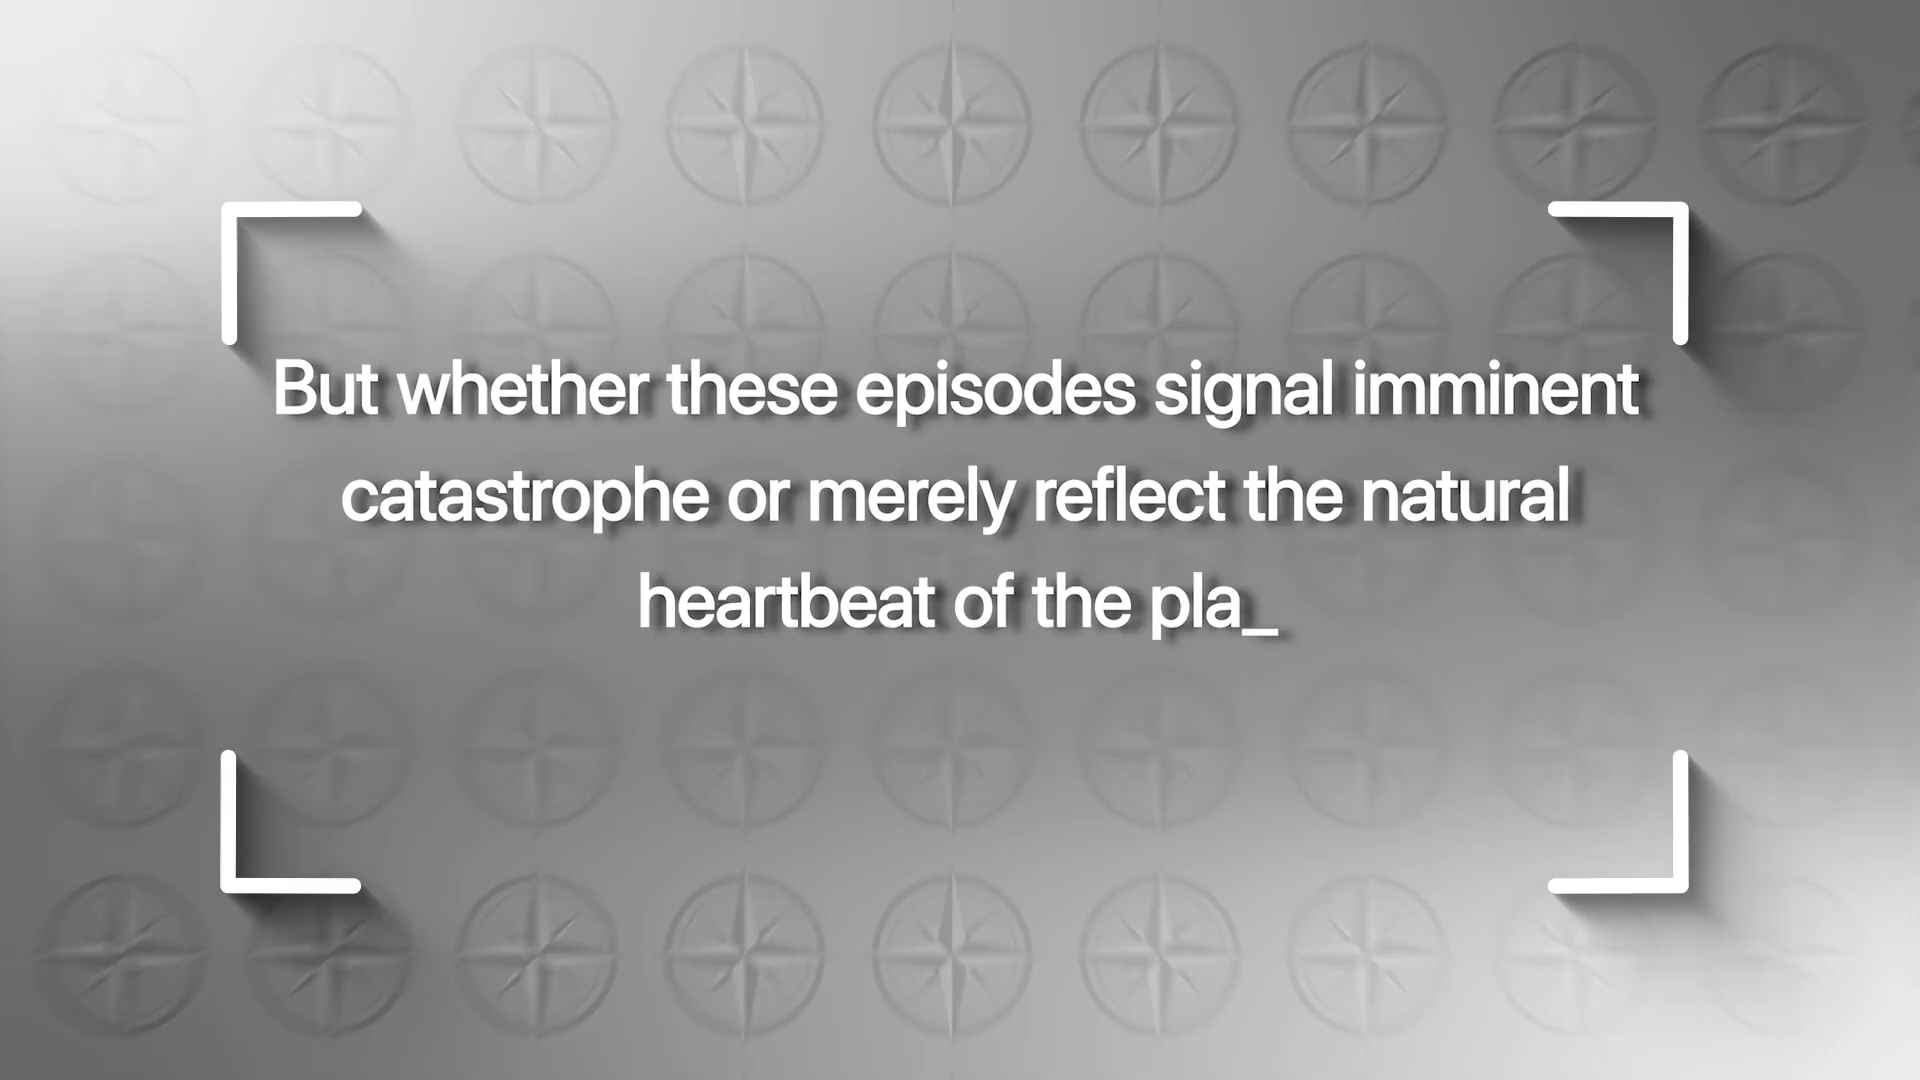 But whether these episodes signal imminent
catastrophe or merely reflect the natural
heartbeat of the pla_